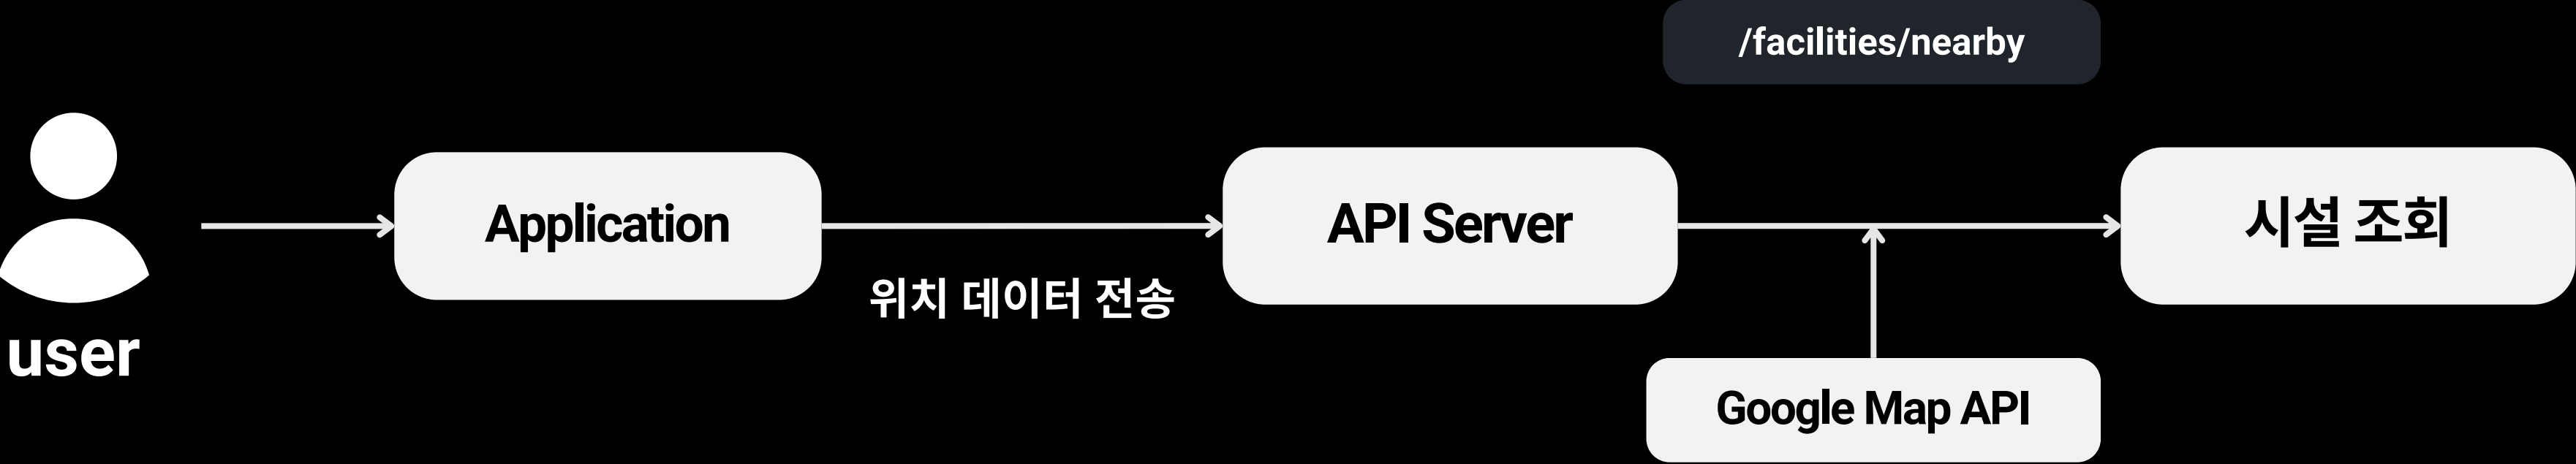 /facilities/nearby
Application
API Server
시설 조회
위치 데이터 전송
user
Google Map API